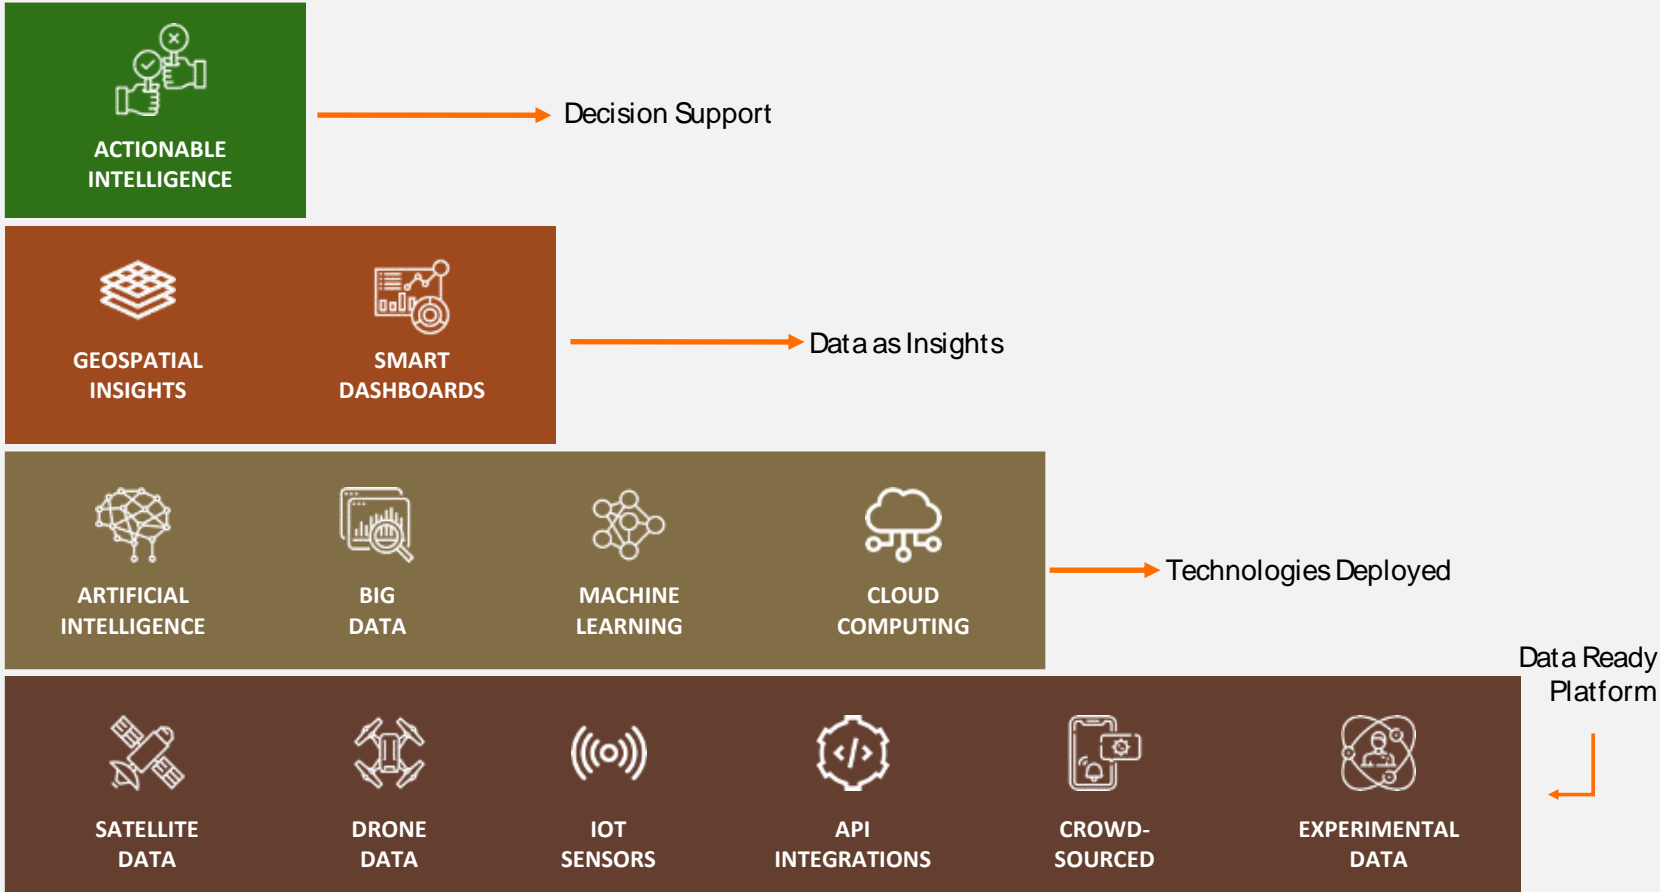 ACTIONABLE
INTELLIGENCE
Decision Support
GEOSPATIAL
INSIGHTS
SMART
DASHBOARDS
Data as Insights
ARTIFICIAL
INTELLIGENCE
BIG
DATA
MACHINE
LEARNING
CLOUD
COMPUTING
Technologies Deployed
Data Ready
Platform
SATELLITE
DATA
DRONE
DATA
IOT
SENSORS
API
INTEGRATIONS
CROWD-
SOURCED
EXPERIMENTAL
DATA